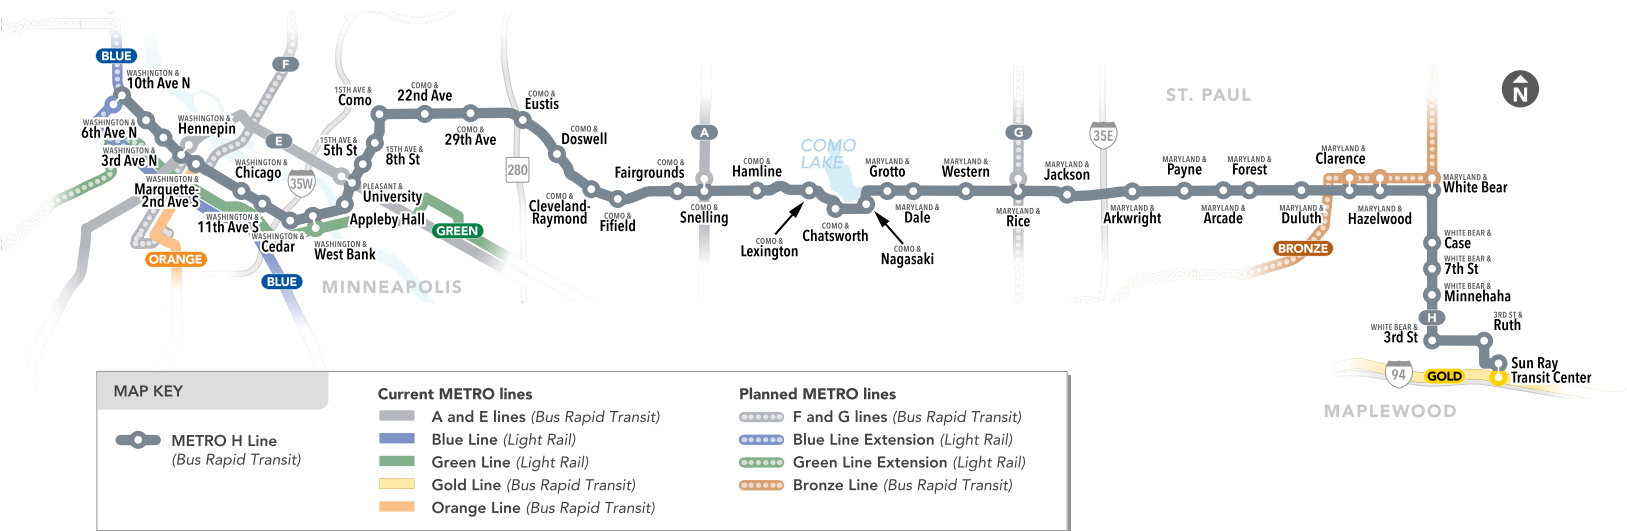 BLUE
WASHINGTON &
10th Ave N
WASHINGTON &
6th Ave N
WASHINGTON &
3rd Ave N
WASHINGTON &
Hennepin
F
E
WASHINGTON &
Marquette-
2nd Ave S
WASHINGTON &
Chicago
35W
WASHINGTON &
11th Ave S
WASHINGTON &
Cedar
WASHINGTON &
West Bank
ORANGE
BLUE
MINNEAPOLIS
15TH AVE &
Como
15TH AVE &
5th St
15TH AVE &
8th St
PLEASANT &
University
Appleby Hall
GREEN
COMO &
22nd Ave
COMO &
29th Ave
COMO &
Eustis
280
COMO &
Doswell
COMO &
Cleveland-
Raymond
COMO &
Fifield
COMO &
Fairgrounds
A
COMO &
Snelling
COMO &
Hamline
COMO &
Lexington
COMO
LAKE
COMO &
Chatsworth
COMO &
Nagasaki
MARYLAND &
Grotto
MARYLAND &
Dale
MARYLAND &
Western
G
MARYLAND &
Rice
MARYLAND &
Jackson
35E
MARYLAND &
Arkwright
ST. PAUL
MARYLAND &
Payne
MARYLAND &
Arcade
MARYLAND &
Forest
MARYLAND &
Duluth
BRONZE
MARYLAND &
Clarence
MARYLAND &
Hazelwood
MARYLAND &
White Bear
N
WHITE BEAR &
Case
WHITE BEAR &
7th St
WHITE BEAR &
Minnehaha
H
WHITE BEAR &
3rd St
3RD ST &
Ruth
Sun Ray
Transit Center
94
GOLD
MAPLEWOOD
MAP KEY
METRO H Line
(Bus Rapid Transit)
Current METRO lines
A and E lines (Bus Rapid Transit)
Blue Line (Light Rail)
Green Line (Light Rail)
Gold Line (Bus Rapid Transit)
Orange Line (Bus Rapid Transit)
Planned METRO lines
F and G lines (Bus Rapid Transit)
Blue Line Extension (Light Rail)
Green Line Extension (Light Rail)
Bronze Line (Bus Rapid Transit)